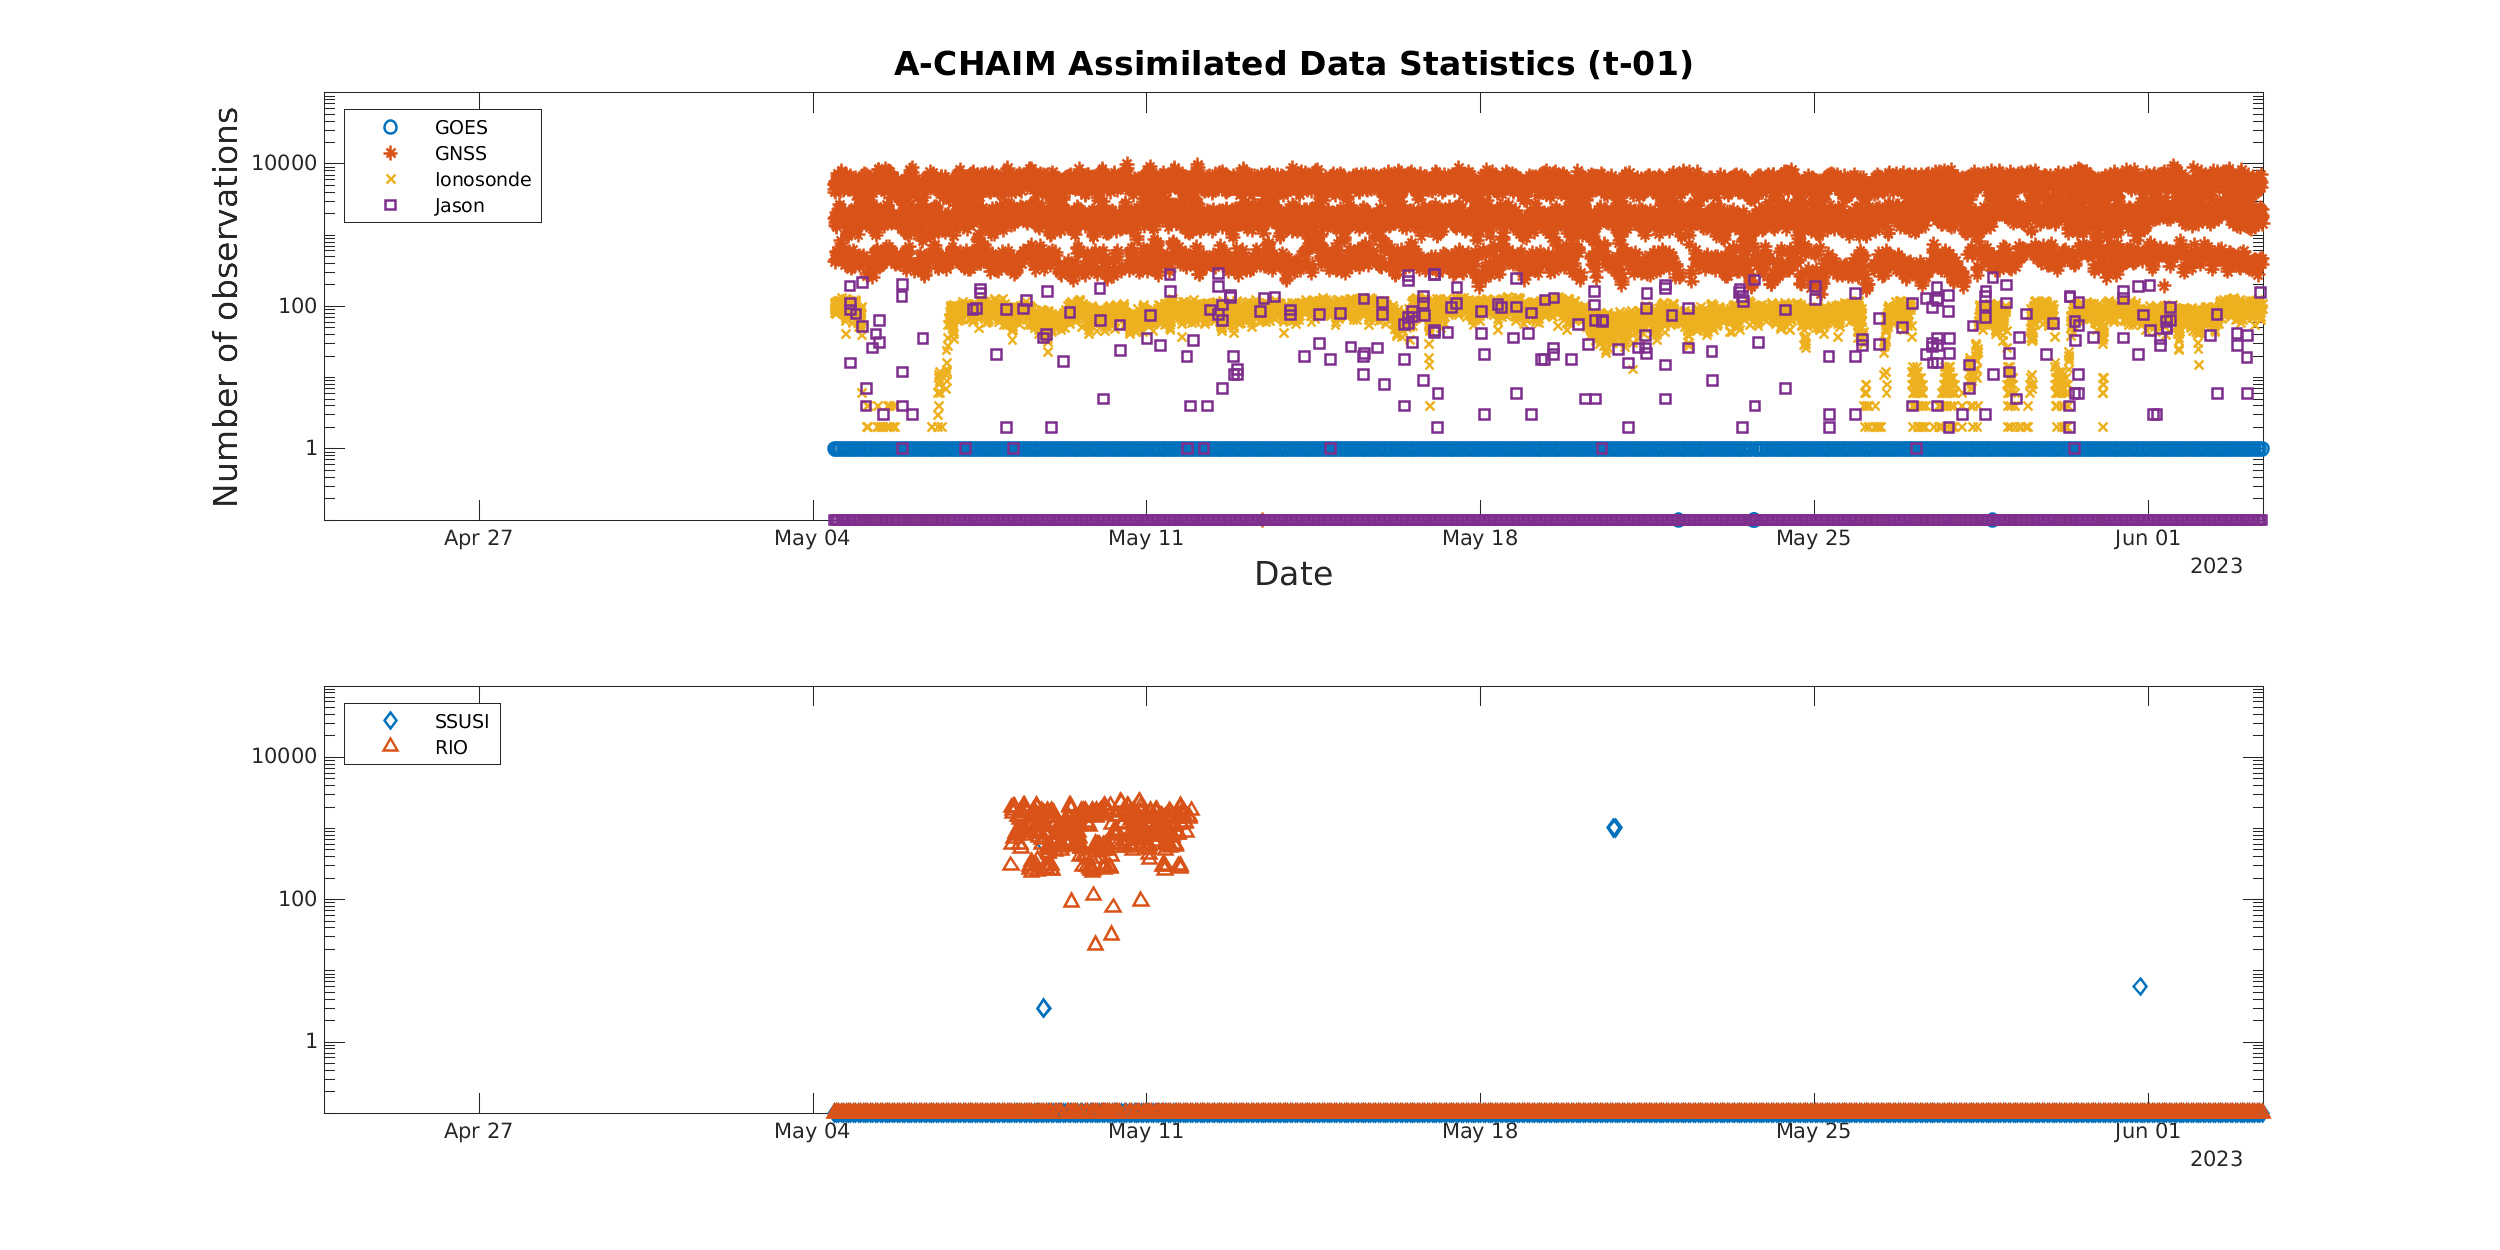 A-CHAIM Assimilated Data Statistics (t-01)
Number of observations
GOES
GNSS
Ionosonde
Jason
10000
100
1
Apr 27 May 04 May 11 May 18 May 25 Jun 01
2023
Date
SSUSI
RIO
10000
100
1
Apr 27 May 04 May 11 May 18 May 25 Jun 01
2023